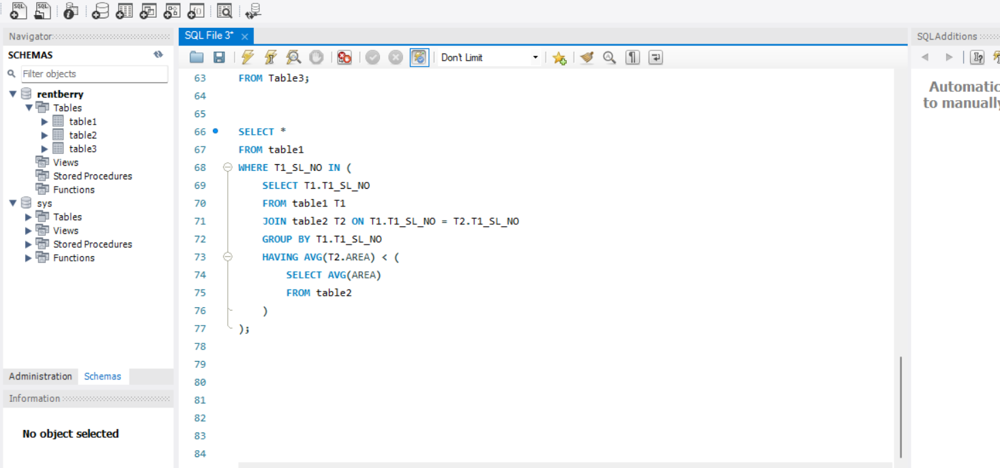 SQL SQL
Navigator
SCHEMAS
Filter objects
rentberry
Tables
table1
table2
table3
Views
Stored Procedures
Functions
sys
Tables
Views
Stored Procedures
Functions
Administration Schemas
Information
No object selected
SQL File 3*
Don't Limit
63 FROM Table3;
64
65
66 SELECT *
67 FROM table1
68 WHERE T1_SL_NO IN (
69 SELECT T1.T1_SL_NO
70 FROM table1 T1
71 JOIN table2 T2 ON T1.T1_SL_NO = T2.T1_SL_NO
72 GROUP BY T1.T1_SL_NO
73 HAVING AVG(T2.AREA) < (
74 SELECT AVG(AREA)
75 FROM table2
76 )
77 );
78
79
80
81
82
83
84
SQLAdditions
Automatic
to manually